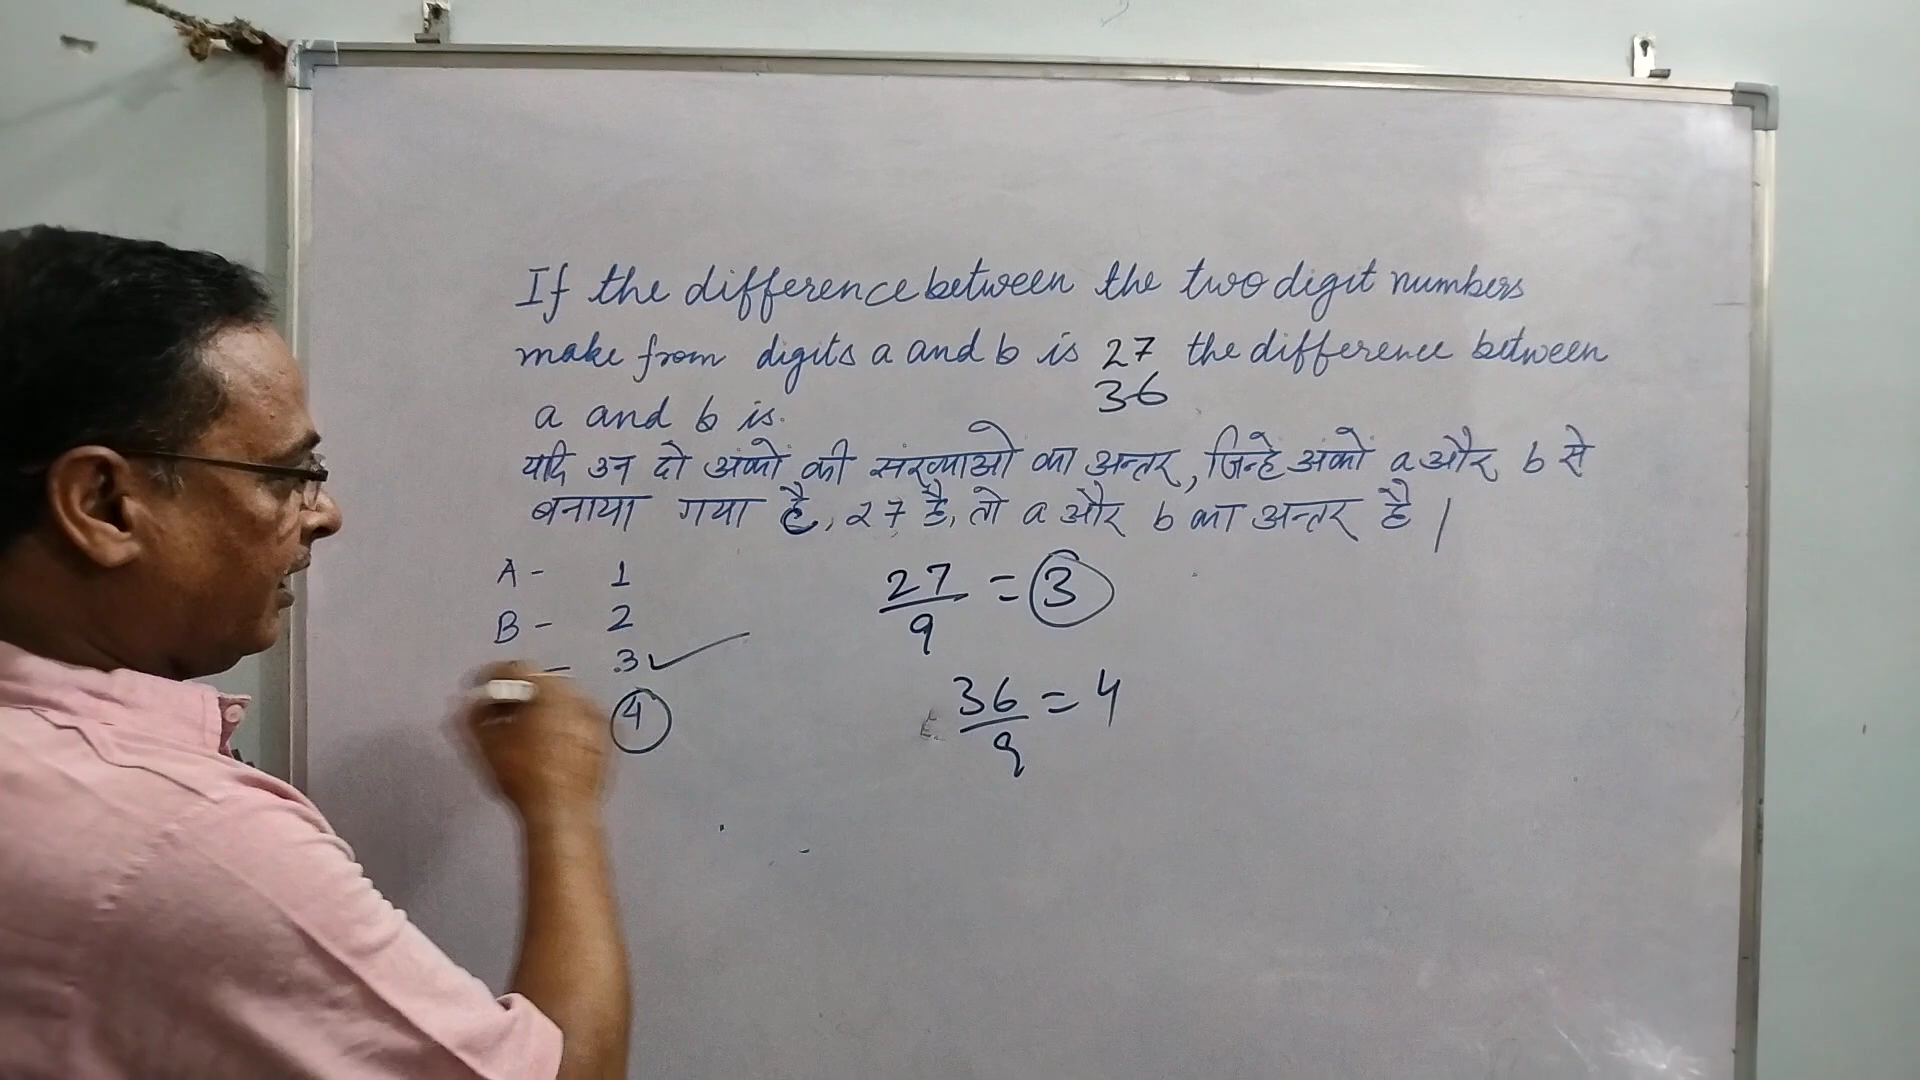 If the difference between the two digit numbers
make from digits a and b is 27 the difference between
36
a and b is.
यदि उन दो अंको की संख्याओ का अन्तर, जिन्हे अंको a और b से
बनाया गया है, 27 है, तो a और b का अन्तर है |
A - 1
B - 2
- 3 ✓
4
27/9 = 3
36/9 = 4